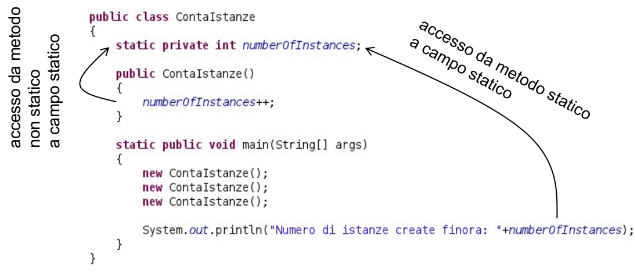 public class ContaIstanze
{
static private int numberOfInstances;
public ContaIstanze()
{
numberOfInstances++;
}
static public void main(String[] args)
{
new ContaIstanze();
new ContaIstanze();
new ContaIstanze();
System.out.println("Numero di istanze create finora: "+numberOfInstances);
}
}
accesso da metodo
non statico
a campo statico
accesso da metodo statico
a campo statico